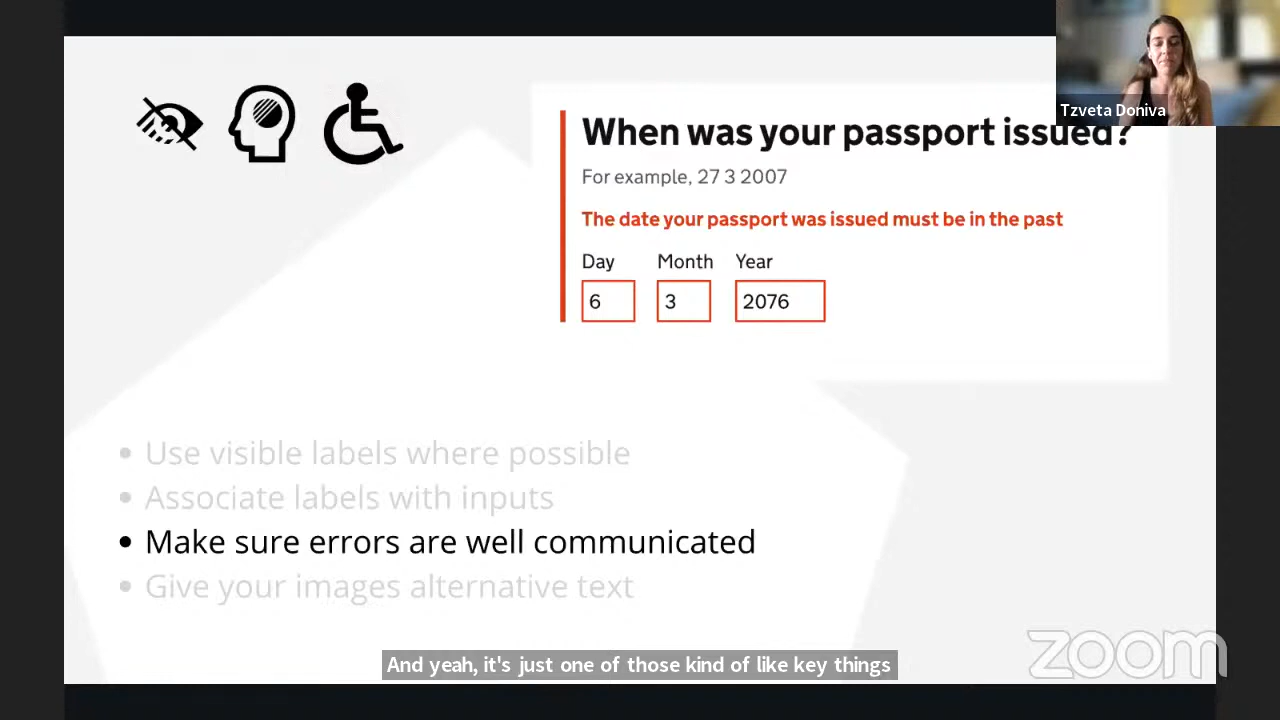 When was your passport issued?
For example, 27 3 2007
The date your passport was issued must be in the past
Day Month Year
6 3 2076
Tzveta Doniva
• Use visible labels where possible
• Associate labels with inputs
• Make sure errors are well communicated
• Give your images alternative text
zoom
And yeah, it's just one of those kind of like key things